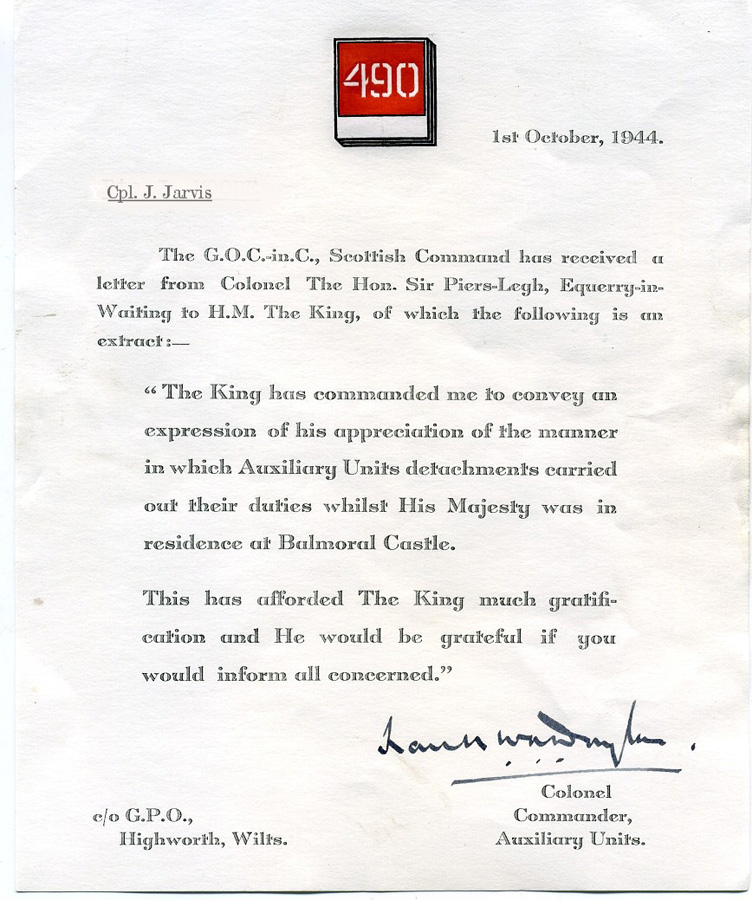 490
1st October, 1944.
Cpl. J. Jarvis
The G.O.C.-in.C., Scottish Command has received a
letter from Colonel The Hon. Sir Piers-Legh, Equerry-in-
Waiting to H.M. The King, of which the following is an
extract:—
“ The King has commanded me to convey an
expression of his appreciation of the manner
in which Auxiliary Units detachments carried
out their duties whilst His Majesty was in
residence at Balmoral Castle.
This has afforded The King much gratifi-
cation and He would be grateful if you
would inform all concerned.”
Colonel
Commander,
Auxiliary Units.
c/o G.P.O.,
Highworth, Wilts.